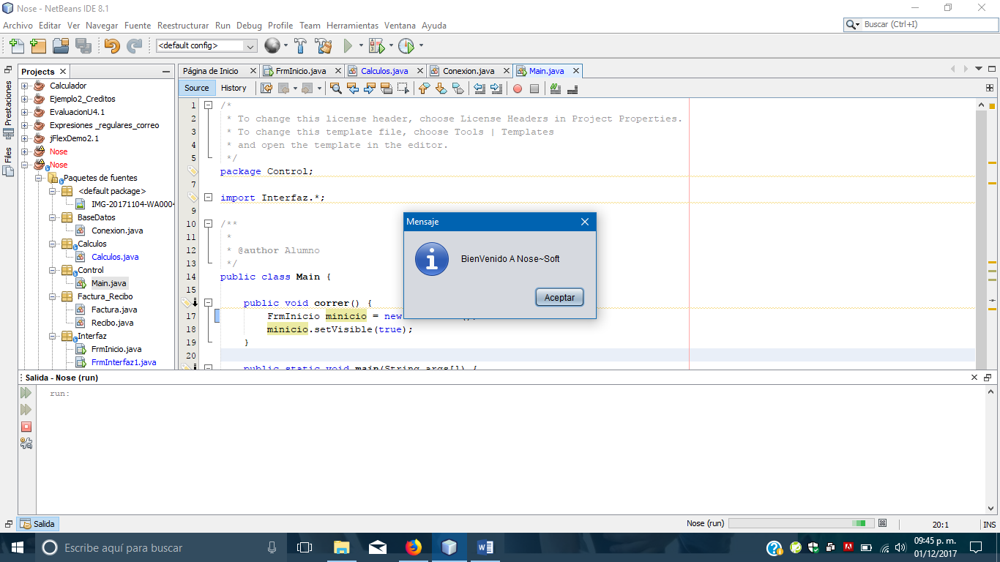 Nose - NetBeans IDE 8.1
Archivo Editar Ver Navegar Fuente Reestructurar Run Debug Profile Team Herramientas Ventana Ayuda
Buscar (Ctrl+I)
<default config>
Prestaciones
Files
Projects
Calculador
Ejemplo2_Creditos
EvaluacionU4.1
Expresiones _regulares_correo
jFlexDemo2.1
Nose
Nose
Paquetes de fuentes
<default package>
IMG-20171104-WA000
BaseDatos
Conexion.java
Calculos
Calculos.java
Control
Main.java
Factura_Recibo
Factura.java
Recibo.java
Interfaz
FrmInicio.java
FrmInterfaz1.java
Página de Inicio FrmInicio.java Calculos.java Conexion.java Main.java
Source History
1 /*
2 * To change this license header, choose License Headers in Project Properties.
3 * To change this template file, choose Tools | Templates
4 * and open the template in the editor.
5 */
package Control;
7
import Interfaz.*;
9
10 /**
11 *
12 * @author Alumno
13 */
14 public class Main {
15
public void correr() {
17 FrmInicio minicio = new
18 minicio.setVisible(true);
19 }
20
public static void main(String args[]) {
Mensaje
BienVenido A Nose~Soft
Aceptar
Salida - Nose (run)
run:
Salida
Nose (run)
20:1
INS
Escribe aquí para buscar
09:45 p. m.
01/12/2017